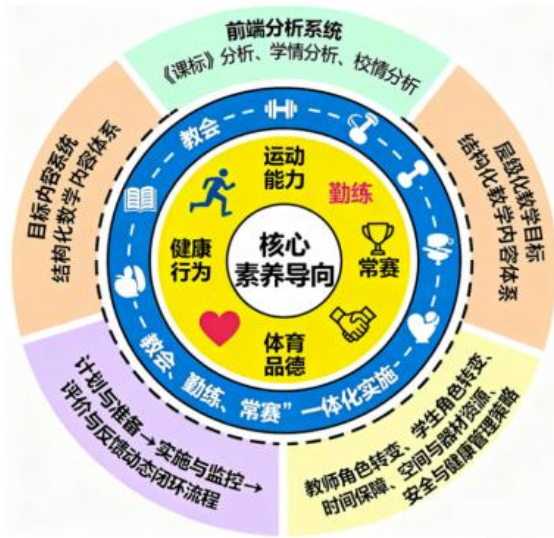 前端分析系统
《课标》分析、学情分析、校情分析
目标内容系统
结构化教学内容体系
层级化教学目标
结构化教学内容体系
教会
运动
能力
勤练
健康
行为
核心
素养导向
常赛
体育
品德
教会、勤练、常赛”一体化实施
计划与准备→实施与监控→
评价与反馈动态闭环流程
教师角色转变、学生角色转变、
时间保障、空间与器材资源、
安全与健康管理策略